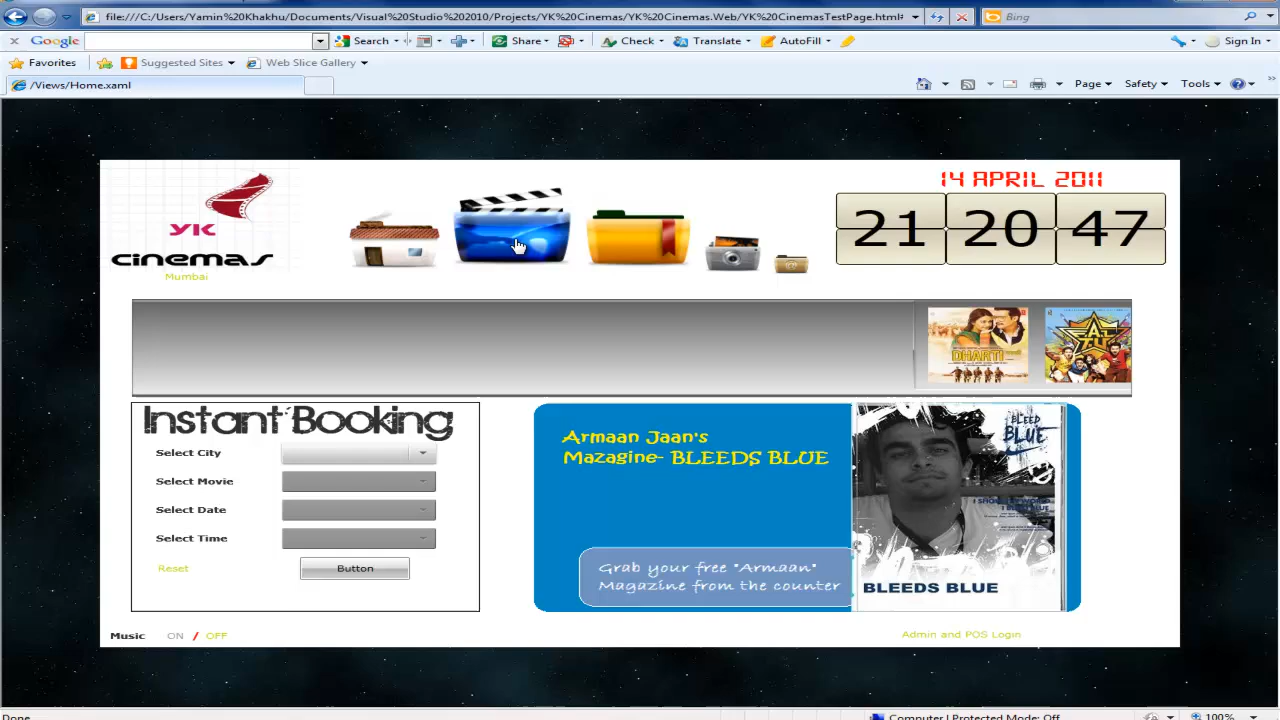 file:///C:/Users/Yamin%20Khakhu/Documents/Visual%20Studio%202010/Projects/YK%20Cinemas/YK%20Cinemas.Web/YK%20CinemasTestPage.html#
Bing
Google
Search
Share
Check
Translate
AutoFill
Sign In
Favorites
Suggested Sites
Web Slice Gallery
/Views/Home.xaml
Page
Safety
Tools
YK
cinemas
Mumbai
14 APRIL 2011
21 20 47
DHARTI
F.A.L.T.U
Instant Booking
Select City
Select Movie
Select Date
Select Time
Reset
Button
Armaan Jaan's
Mazagine- BLEEDS BLUE
Grab your free "Armaan"
Magazine from the counter
BLEED
BLUE
BLEEDS BLUE
Music ON / OFF
Admin and POS Login
Done
Computer | Protected Mode: Off
100%